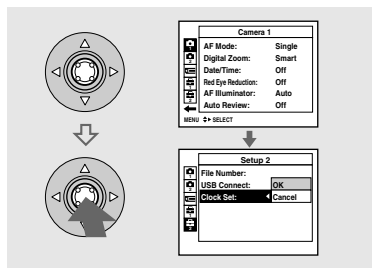 Camera 1
AF Mode: Single
Digital Zoom: Smart
Date/Time: Off
Red Eye Reduction: Off
AF Illuminator: Auto
Auto Review: Off
MENU SELECT
Setup 2
File Number:
USB Connect: OK
Clock Set: Cancel